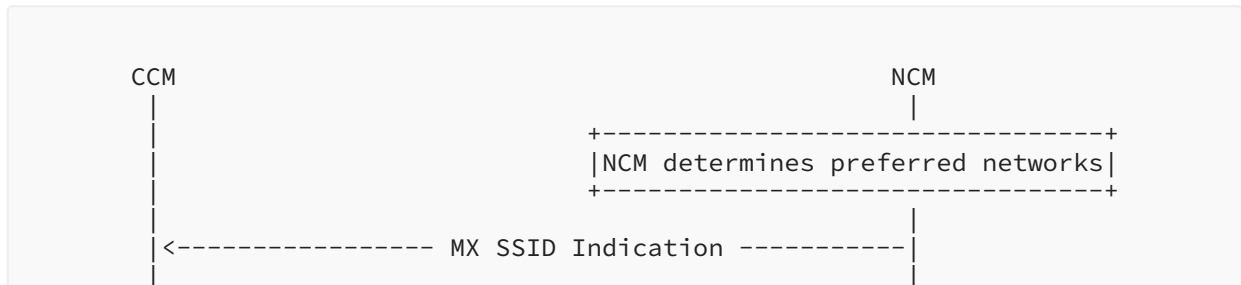 CCM NCM
| |
| +---------------------------------+
| |NCM determines preferred networks|
| +---------------------------------+
| |
|<----------------- MX SSID Indication -----------|
| |